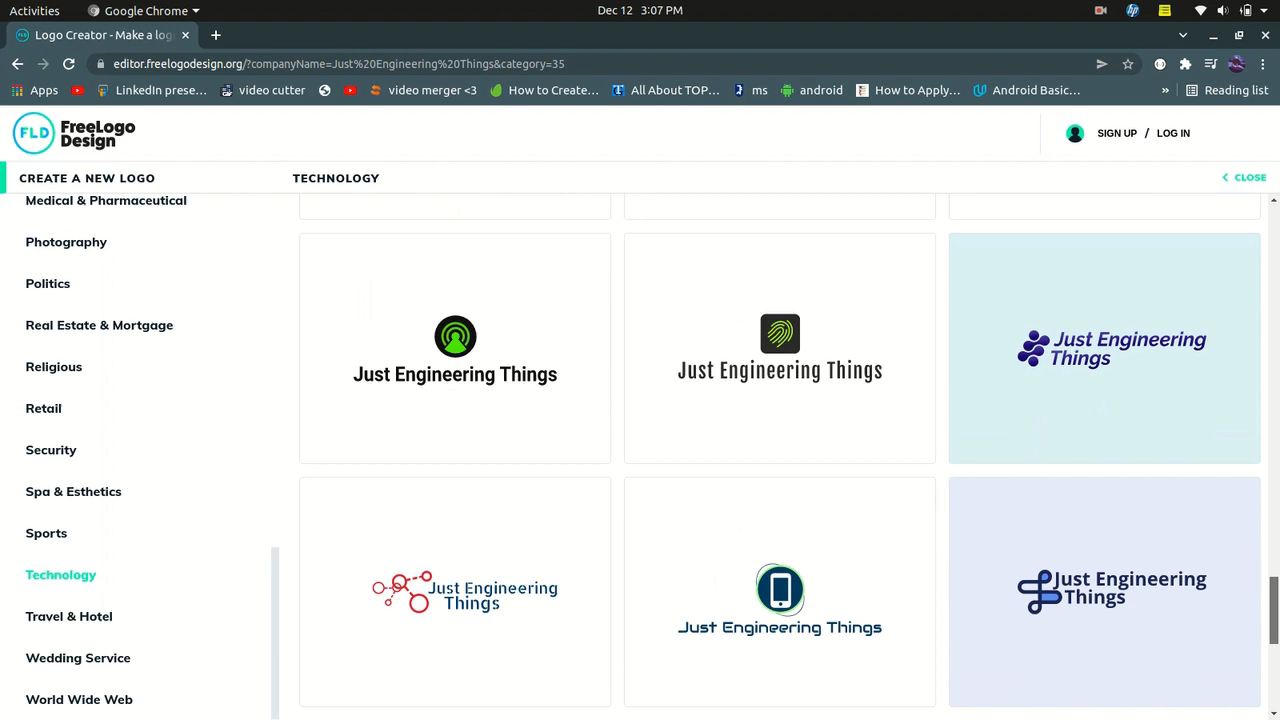 Activities
Google Chrome
Dec 12 3:07 PM
Logo Creator - Make a log
editor.freelogodesign.org/?companyName=Just%20Engineering%20Things&category=35
Apps
LinkedIn prese...
video cutter
video merger <3
How to Create...
All About TOP...
ms
android
How to Apply...
Android Basic...
»
Reading list
FLD
FreeLogo
Design
SIGN UP / LOG IN
CREATE A NEW LOGO
TECHNOLOGY
CLOSE
Medical & Pharmaceutical
Photography
Politics
Real Estate & Mortgage
Religious
Retail
Security
Spa & Esthetics
Sports
Technology
Travel & Hotel
Wedding Service
World Wide Web
Just Engineering Things
Just Engineering Things
Just Engineering
Things
Just Engineering
Things
Just Engineering Things
Just Engineering
Things